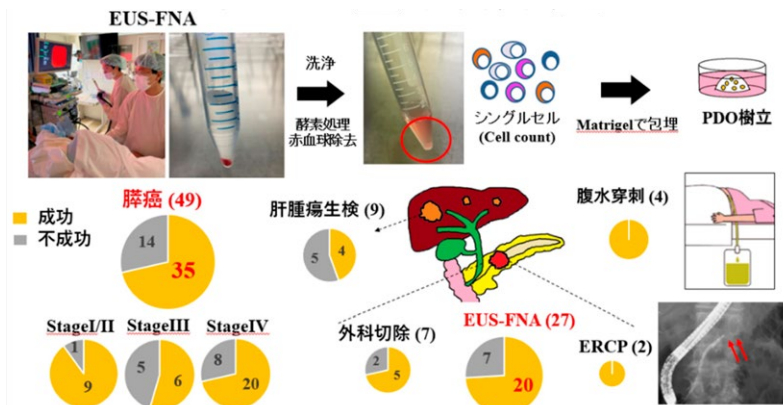 EUS-FNA
洗浄
酵素処理
赤血球除去
シングルセル
(Cell count)
Matrigelで包埋
PDO樹立
成功
不成功
膵癌 (49)
14
35
肝腫瘍生検 (9)
5
4
腹水穿刺 (4)
StageI/II
1
9
StageIII
5
6
StageIV
8
20
外科切除 (7)
2
5
EUS-FNA (27)
7
20
ERCP (2)